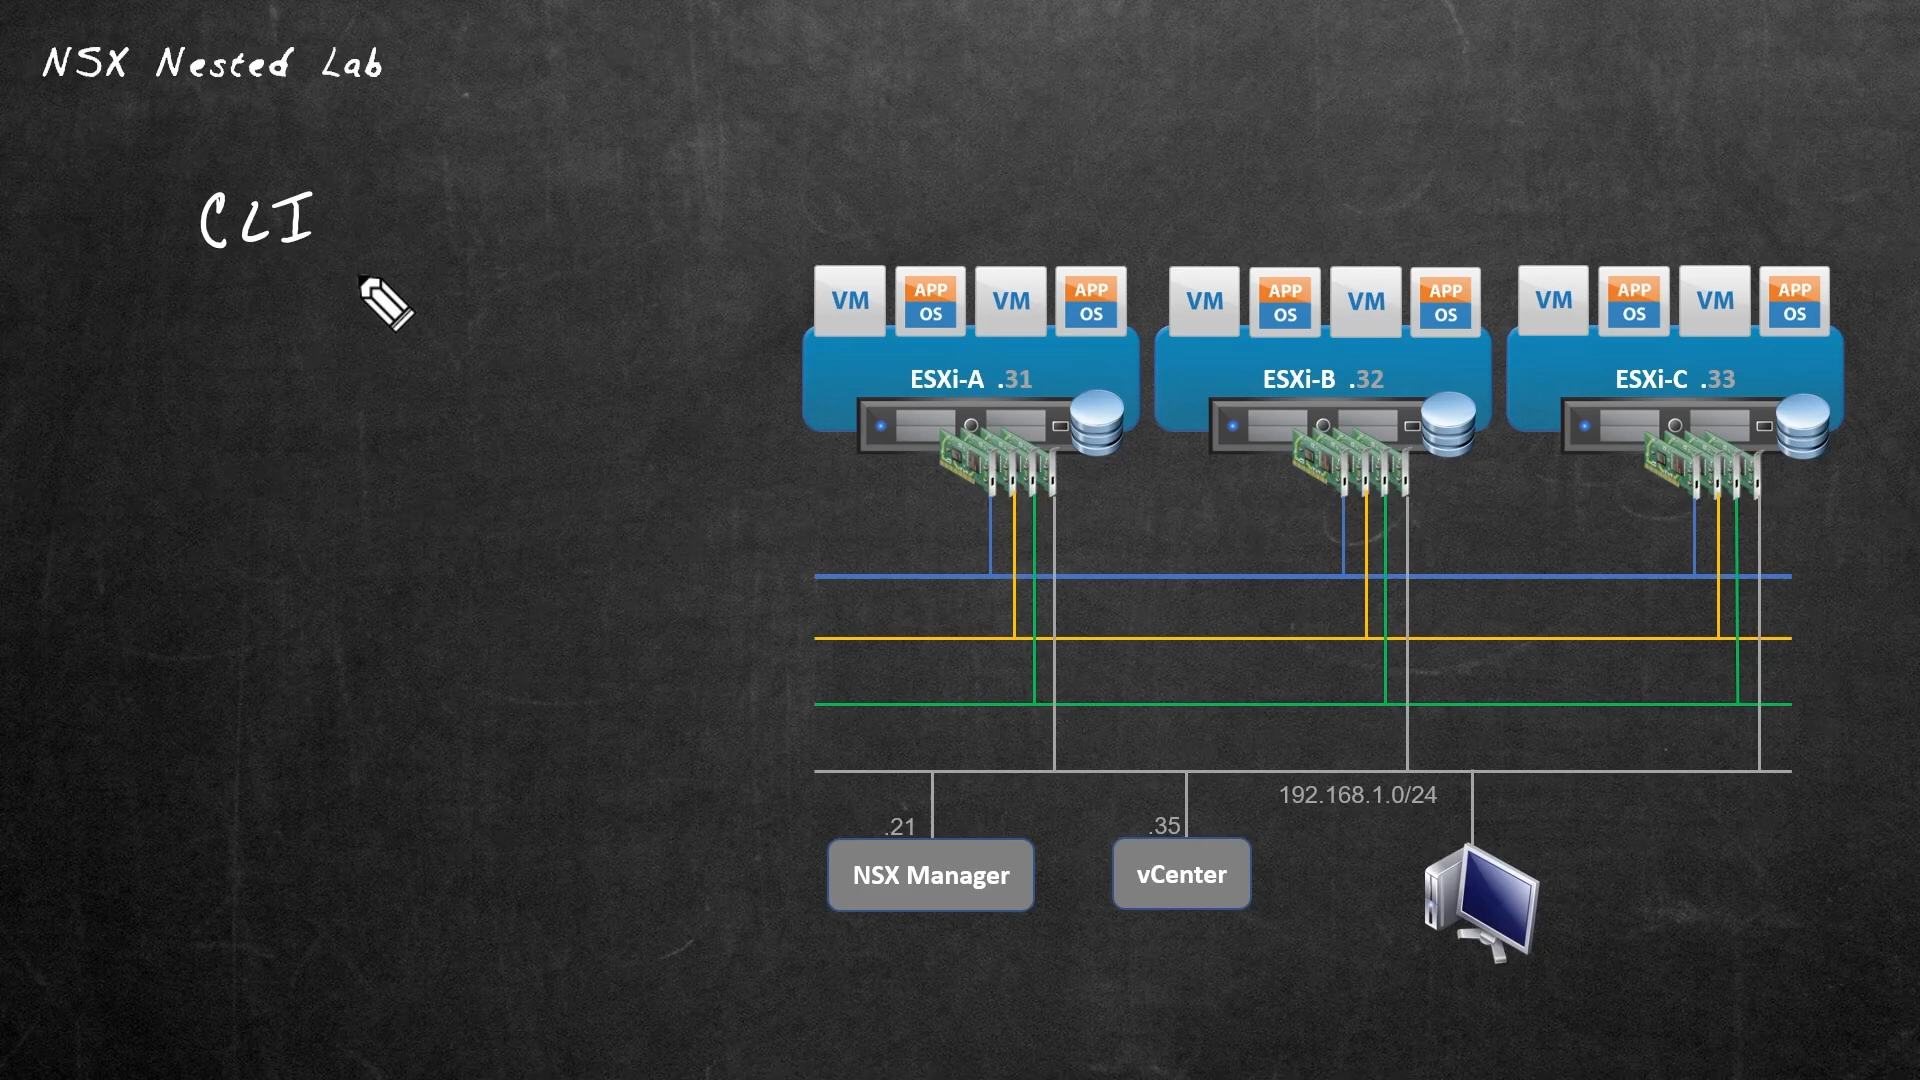 NSX Nested Lab
CLI
VM APP OS VM APP OS VM APP OS VM APP OS VM APP OS VM APP OS
ESXi-A .31 ESXi-B .32 ESXi-C .33
192.168.1.0/24
.21 .35
NSX Manager vCenter